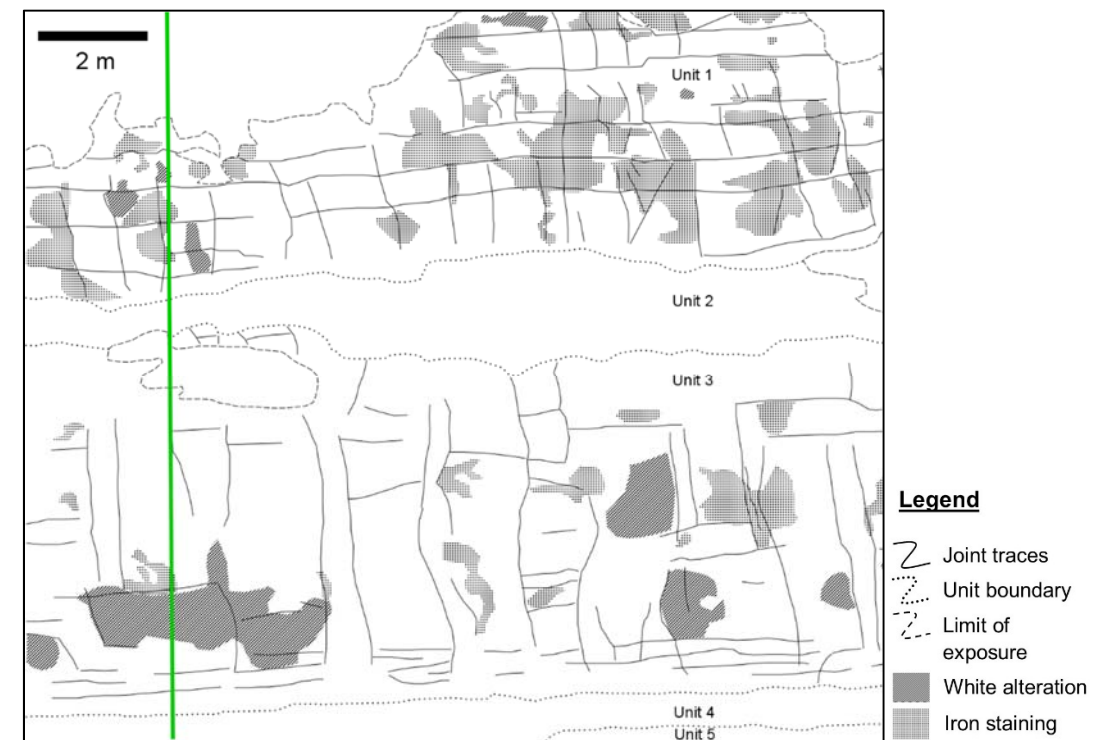 2 m
Unit 1
Unit 2
Unit 3
Unit 4
Unit 5
Legend
Joint traces
Unit boundary
Limit of
exposure
White alteration
Iron staining